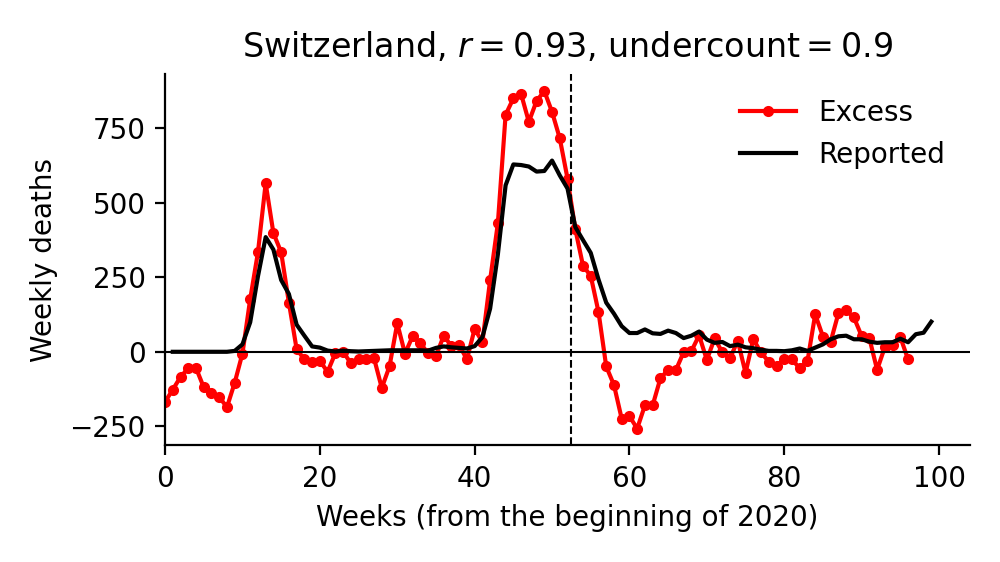 Switzerland, r = 0.93, undercount = 0.9
Excess
Reported
Weekly deaths
750
500
250
0
−250
0 20 40 60 80 100
Weeks (from the beginning of 2020)